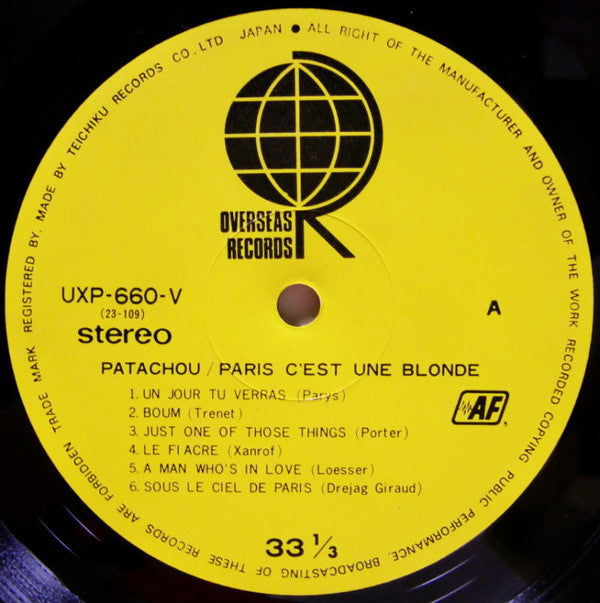 TRADE MARK REGISTERED BY. MADE BY TEICHIKU RECORDS CO., LTD JAPAN ● ALL RIGHT OF THE MANUFACTURER AND OWNER OF THE WORK RECORDED COPYING PUBLIC PERFORMANCE, BROADCASTING OF THESE RECORDS ARE FORBIDDEN
OVERSEAS
RECORDS
R
UXP-660-V
(23-109)
stereo
A
PATACHOU / PARIS C'EST UNE BLONDE
1. UN JOUR TU VERRAS (Parys)
2. BOUM (Trenet)
3. JUST ONE OF THOSE THINGS (Porter)
4. LE FIACRE (Xanrof)
5. A MAN WHO'S IN LOVE (Loesser)
6. SOUS LE CIEL DE PARIS (Drejag Giraud)
AF
33 1/3